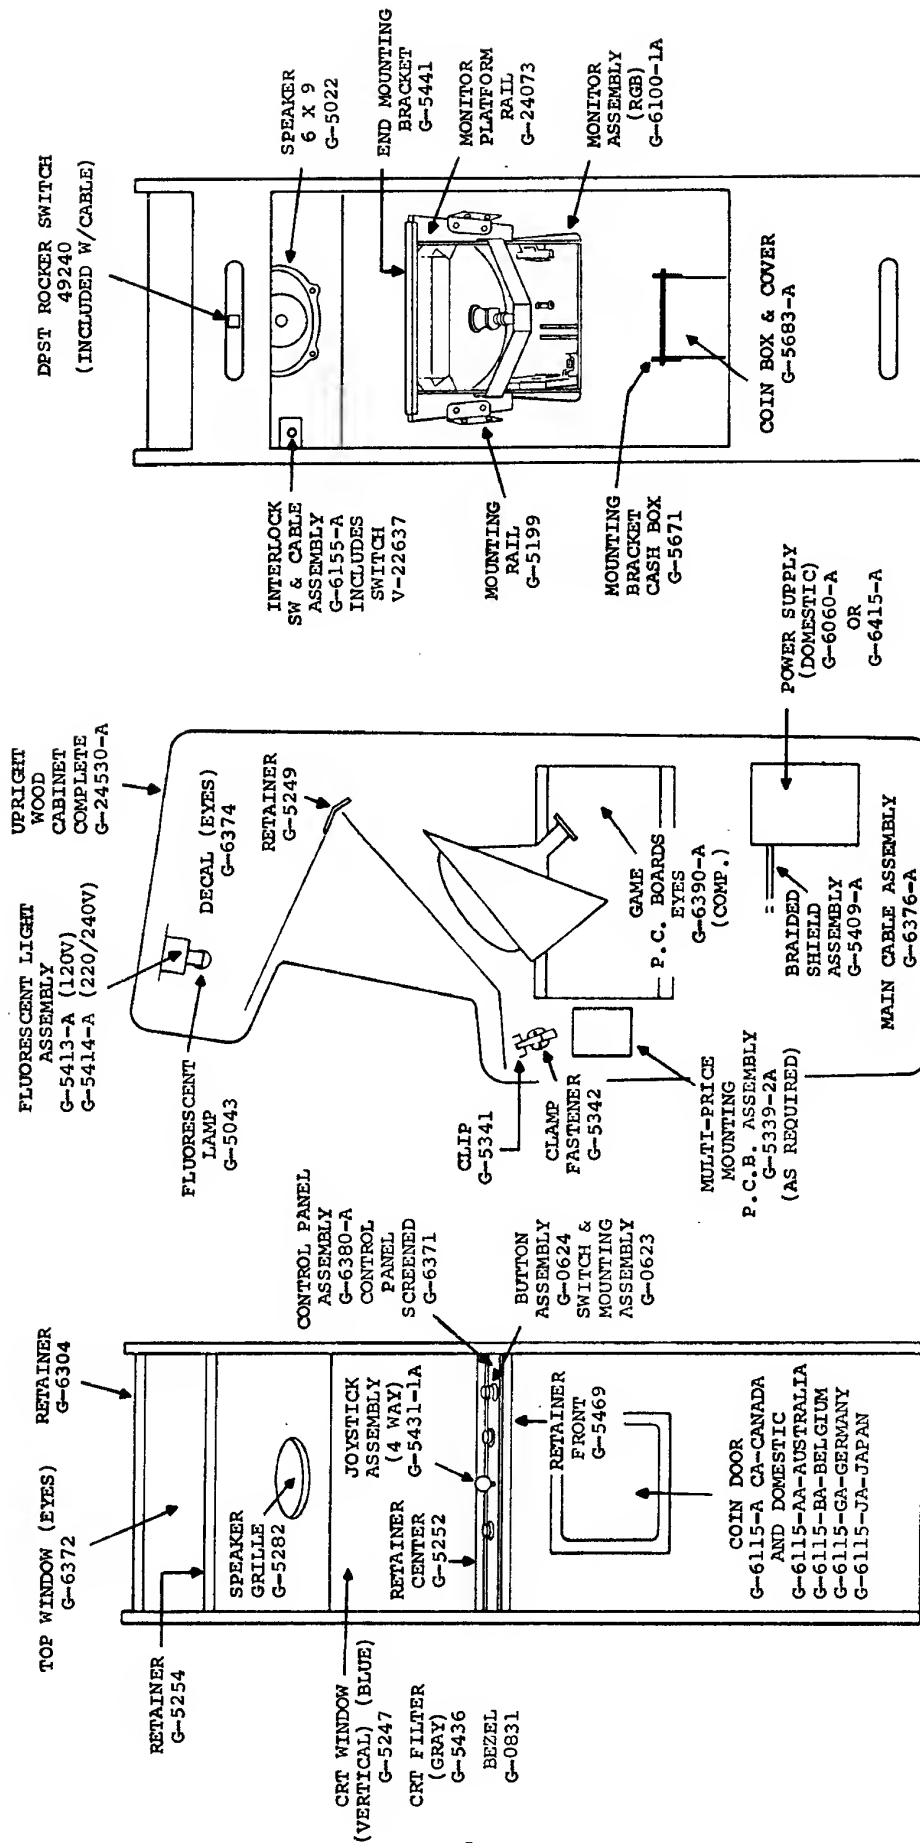 TOP WINDOW (EYES)
G-6372
RETAINER
G-6304
RETAINER
G-5254
SPEAKER
GRILLE
G-5282
CRT WINDOW
(VERTICAL) (BLUE)
G-5247
CRT FILTER
(GRAY)
G-5436
BEZEL
G-0831
JOYSTICK
ASSEMBLY
(4 WAY)
G-5431-1A
RETAINER
CENTER
G-5252
CONTROL PANEL
ASSEMBLY
G-6380-A
CONTROL
PANEL
SCREENED
G-6371
BUTTON
ASSEMBLY
G-0624
SWITCH &
MOUNTING
ASSEMBLY
G-0623
RETAINER
FRONT
G-5469
COIN DOOR
G-6115-A CA-CANADA
AND DOMESTIC
G-6115-AA-AUSTRALIA
G-6115-BA-BELGIUM
G-6115-GA-GERMANY
G-6115-JA-JAPAN
FLUORESCENT LIGHT
ASSEMBLY
G-5413-A (120V)
G-5414-A (220/240V)
UPRIGHT
WOOD
CABINET
COMPLETE
G-24530-A
FLUORESCENT
LAMP
G-5043
DECAL (EYES)
G-6374
RETAINER
G-5249
CLIP
G-5341
CLAMP
FASTENER
G-5342
GAME
P.C. BOARDS
EYES
G-6390-A
(COMP.)
MULTI-PRICE
MOUNTING
P.C.B. ASSEMBLY
G-5339-2A
(AS REQUIRED)
BRAIDED
SHIELD
ASSEMBLY
G-5409-A
MAIN CABLE ASSEMBLY
G-6376-A
POWER SUPPLY
(DOMESTIC)
G-6060-A
OR
G-6415-A
DPST ROCKER SWITCH
49240
(INCLUDED W/CABLE)
SPEAKER
6 X 9
G-5022
INTERLOCK
SW & CABLE
ASSEMBLY
G-6155-A
INCLUDES
SWITCH
V-22637
END MOUNTING
BRACKET
G-5441
MONITOR
PLATFORM
RAIL
G-24073
MONITOR
ASSEMBLY
(RGB)
G-6100-1A
MOUNTING
RAIL
G-5199
MOUNTING
BRACKET
CASH BOX
G-5671
COIN BOX & COVER
G-5683-A